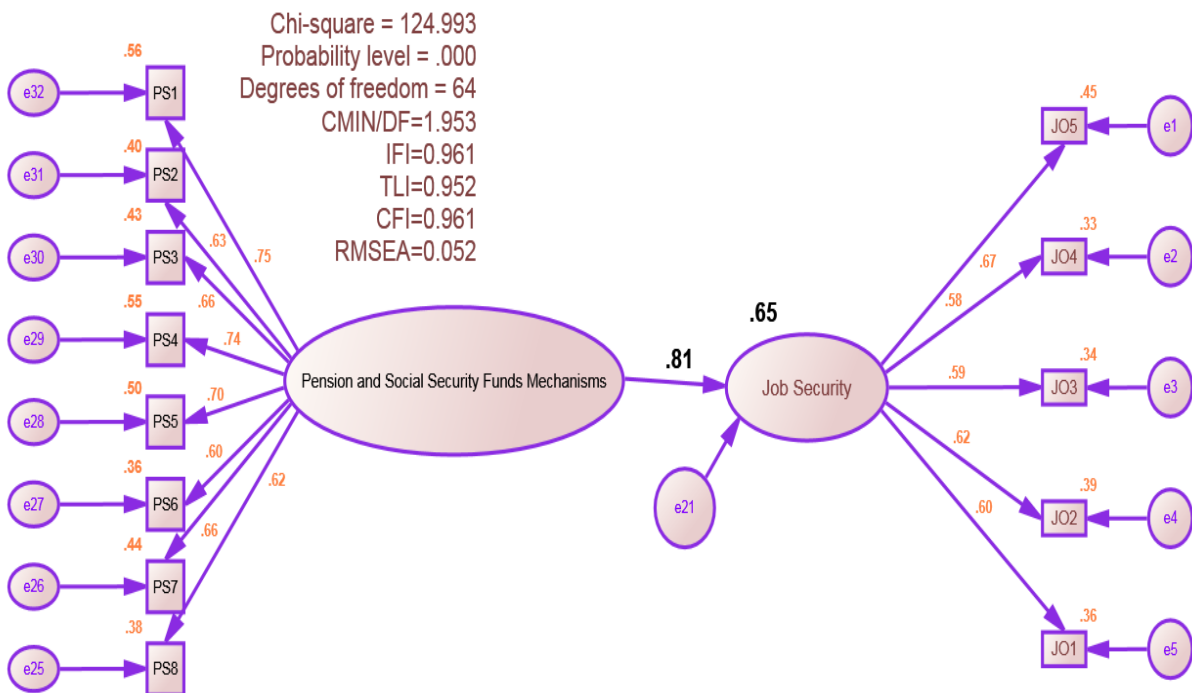 Chi-square = 124.993
Probability level = .000
Degrees of freedom = 64
CMIN/DF=1.953
IFI=0.961
TLI=0.952
CFI=0.961
RMSEA=0.052
.56
e32
PS1
.40
e31
PS2
.43
e30
PS3
.55
e29
PS4
.50
e28
PS5
.36
e27
PS6
.44
e26
PS7
.38
e25
PS8
.75
.63
.66
.74
.70
.60
.66
.62
Pension and Social Security Funds Mechanisms
.81
.65
Job Security
e21
.67
.58
.59
.62
.60
.45
JO5
e1
.33
JO4
e2
.34
JO3
e3
.39
JO2
e4
.36
JO1
e5